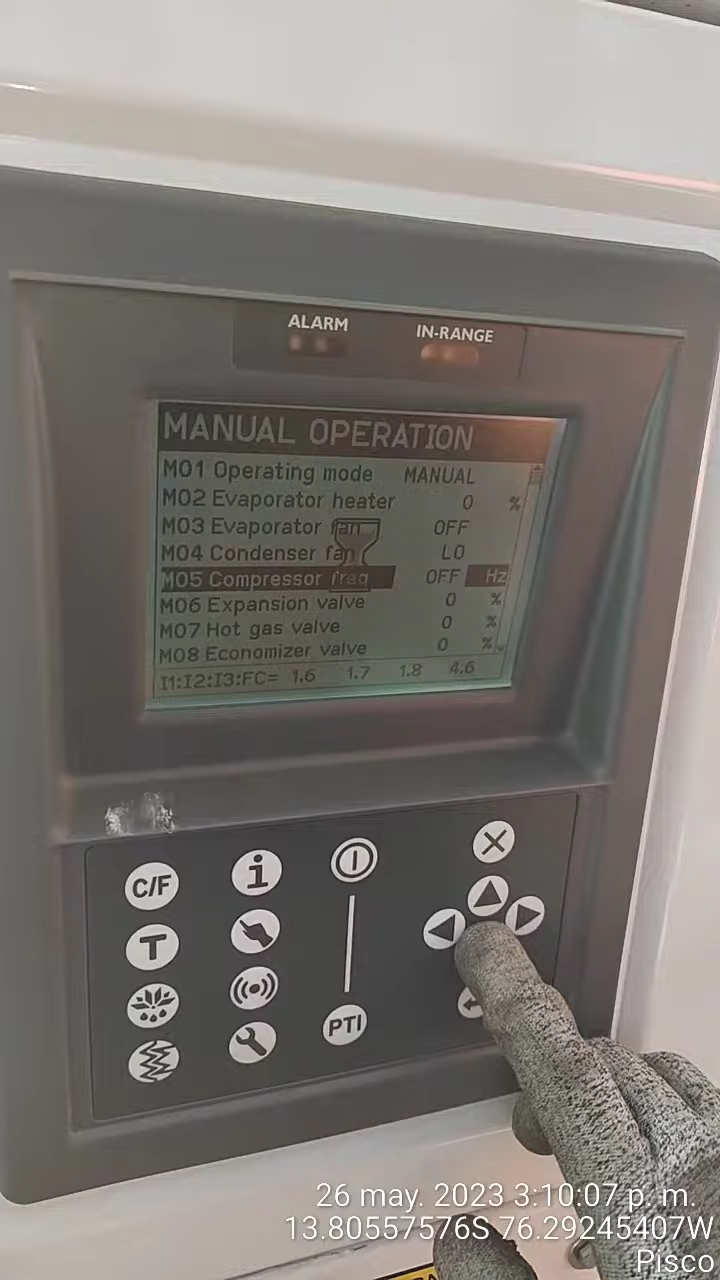 ALARM
IN-RANGE
MANUAL OPERATION
M01 Operating mode MANUAL
M02 Evaporator heater 0 %
M03 Evaporator fan OFF
M04 Condenser fan LO
M05 Compressor freq OFF Hz
M06 Expansion valve 0 %
M07 Hot gas valve 0 %
M08 Economizer valve 0 %
I1:I2:I3:FC= 1.6 1.7 1.8 4.6
C/F
i
T
PTI
26 may. 2023 3:10:07 p. m.
13.80557576S 76.29245407W
Pisco